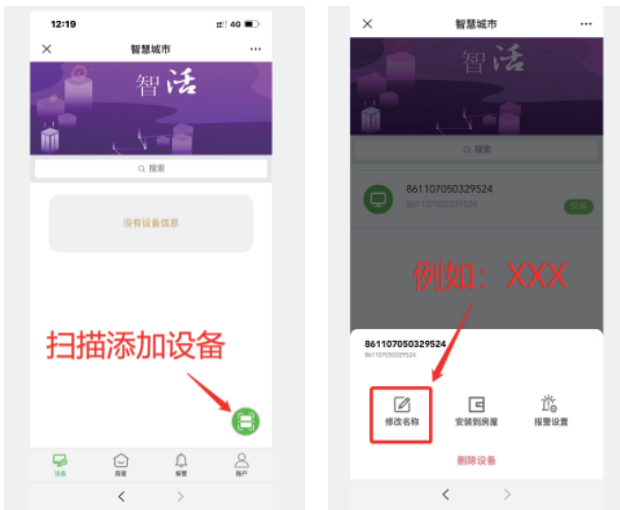 12:19
4G
智慧城市
智活
搜索
没有设备信息
扫描添加设备
设备
房屋
报警
账户
智慧城市
智活
搜索
861107050329524
861107050329524
例如：XXX
861107050329524
861107050329524
修改名称
安装到房屋
报警设置
删除设备